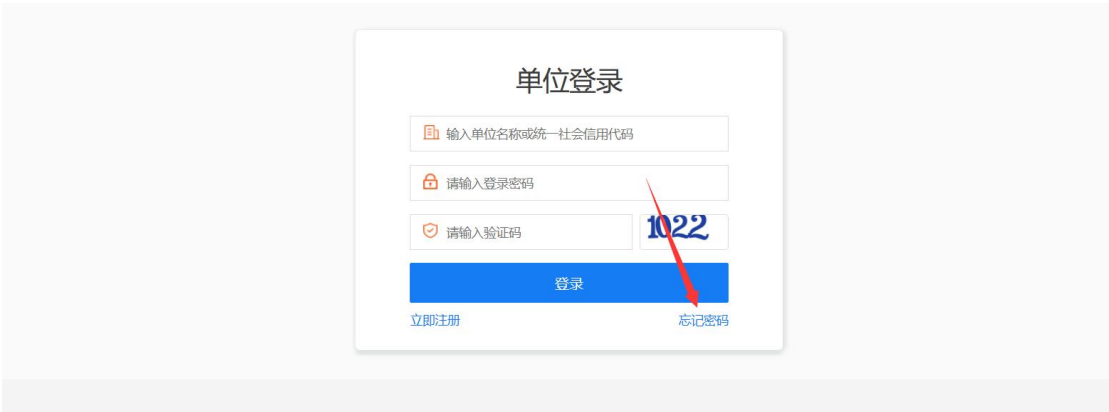 单位登录
输入单位名称或统一社会信用代码
请输入登录密码
请输入验证码
1022
登录
立即注册 忘记密码